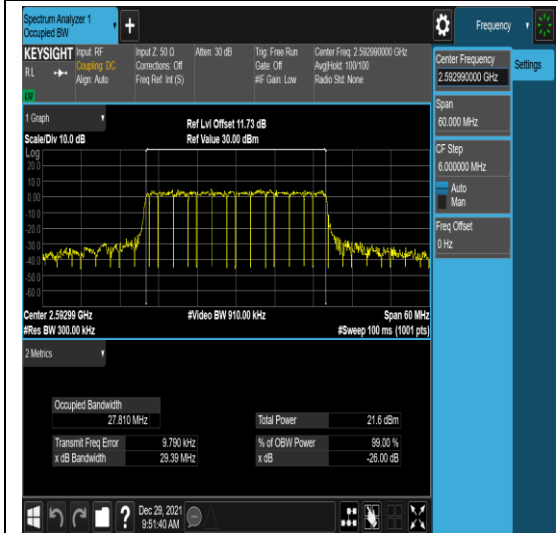 Spectrum Analyzer 1
Occupied BW
Frequency
KEYSIGHT
R L
Input: RF
Coupling: DC
Align: Auto
Input Z: 50 Ω
Corrections: Off
Freq Ref: Int (S)
Atten: 30 dB
Trig: Free Run
Gate: Off
#IF Gain: Low
Center Freq: 2.592990000 GHz
Avg|Hold: 100/100
Radio Std: None
Center Frequency
2.592990000 GHz
Settings
Span
60.000 MHz
CF Step
6.000000 MHz
Auto
Man
Freq Offset
0 Hz
1 Graph
Scale/Div 10.0 dB
Ref Lvl Offset 11.73 dB
Ref Value 30.00 dBm
Log
20.0
10.0
0.00
-10.0
-20.0
-30.0
-40.0
-50.0
-60.0
Center 2.59299 GHz
#Res BW 300.00 kHz
#Video BW 910.00 kHz
Span 60 MHz
#Sweep 100 ms (1001 pts)
2 Metrics
Occupied Bandwidth
27.810 MHz
Total Power 21.6 dBm
Transmit Freq Error 9.790 kHz
% of OBW Power 99.00 %
x dB Bandwidth 29.39 MHz
x dB -26.00 dB
?
Dec 29, 2021
9:51:40 AM